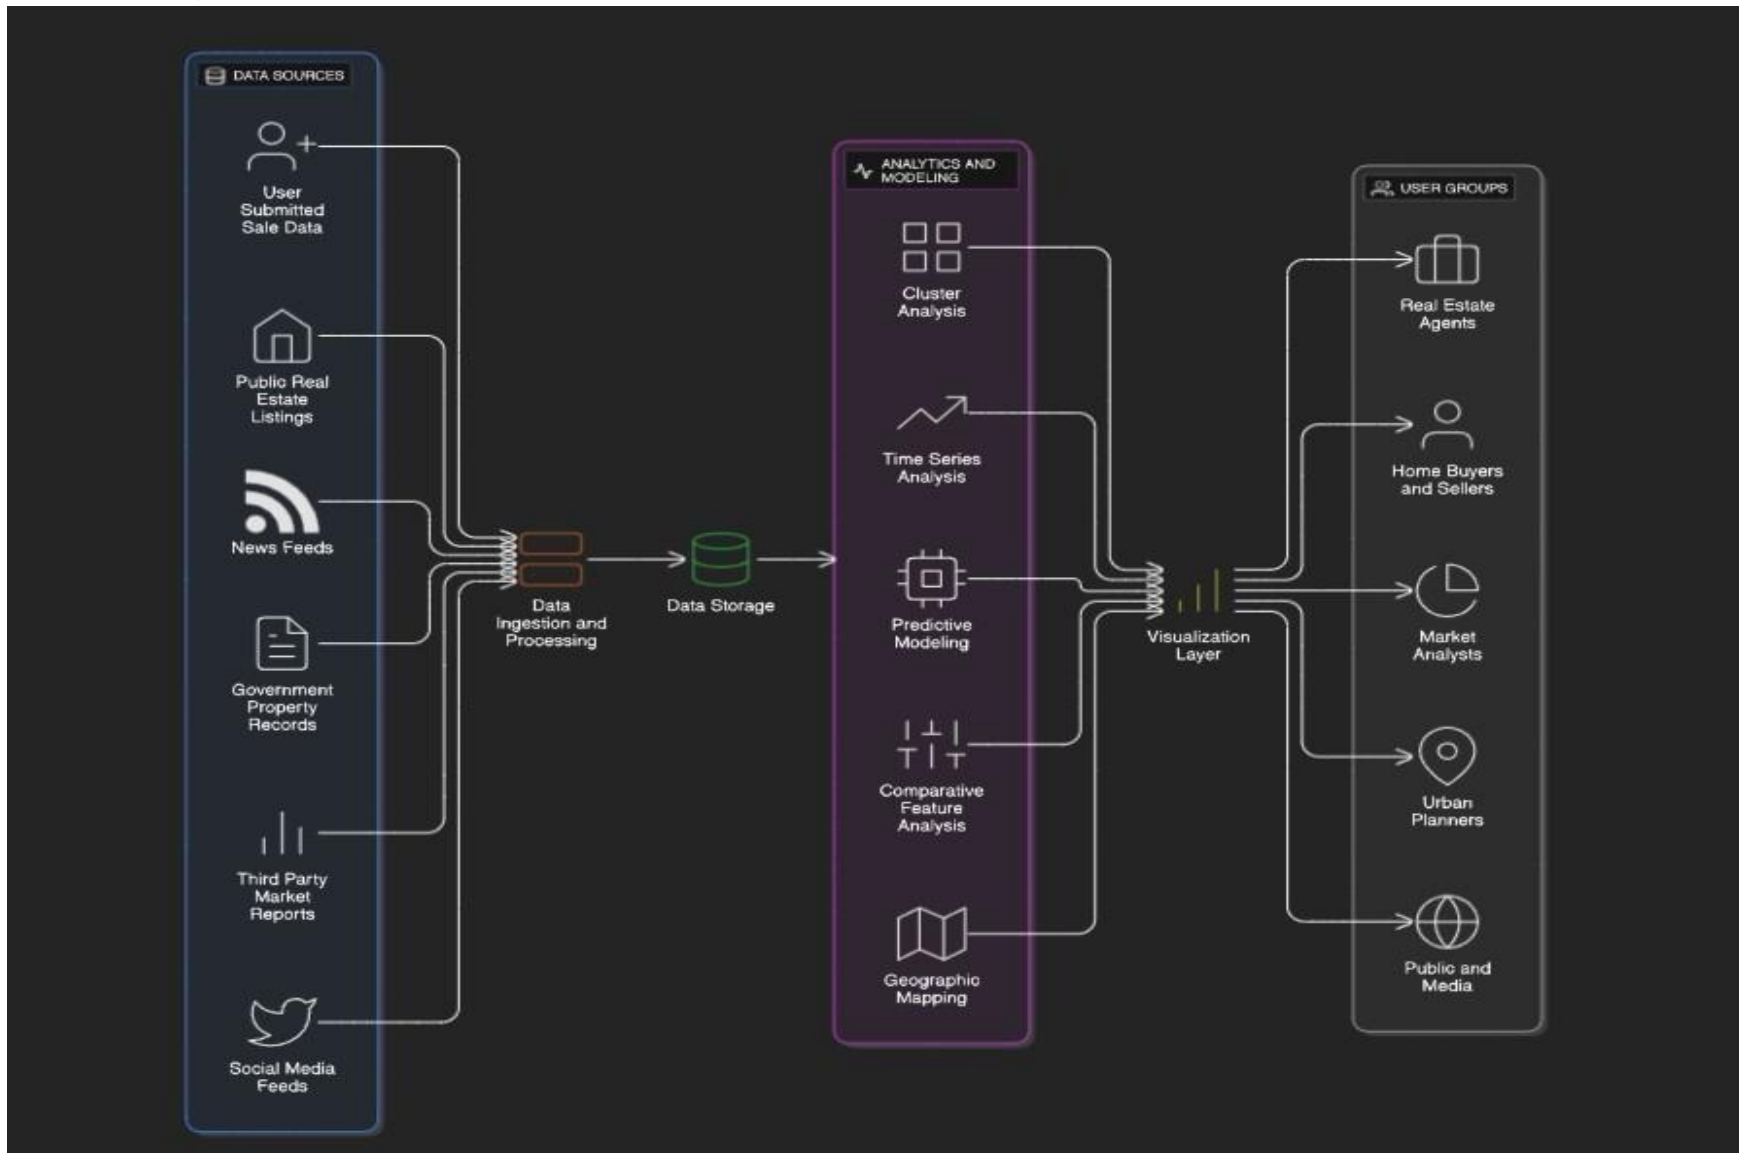 DATA SOURCES
User
Submitted
Sale Data
Public Real
Estate
Listings
News Feeds
Government
Property
Records
Third Party
Market
Reports
Social Media
Feeds
Data
Ingestion and
Processing
Data Storage
ANALYTICS AND
MODELING
Cluster
Analysis
Time Series
Analysis
Predictive
Modeling
Comparative
Feature
Analysis
Geographic
Mapping
Visualization
Layer
USER GROUPS
Real Estate
Agents
Home Buyers
and Sellers
Market
Analysts
Urban
Planners
Public and
Media